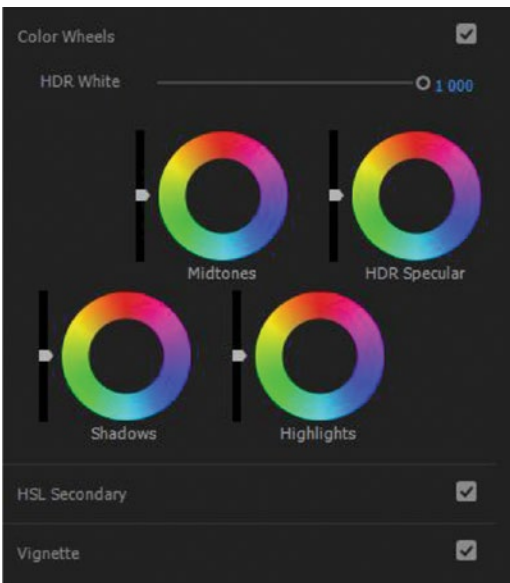 Color Wheels
HDR White 1 000
Midtones HDR Specular
Shadows Highlights
HSL Secondary
Vignette